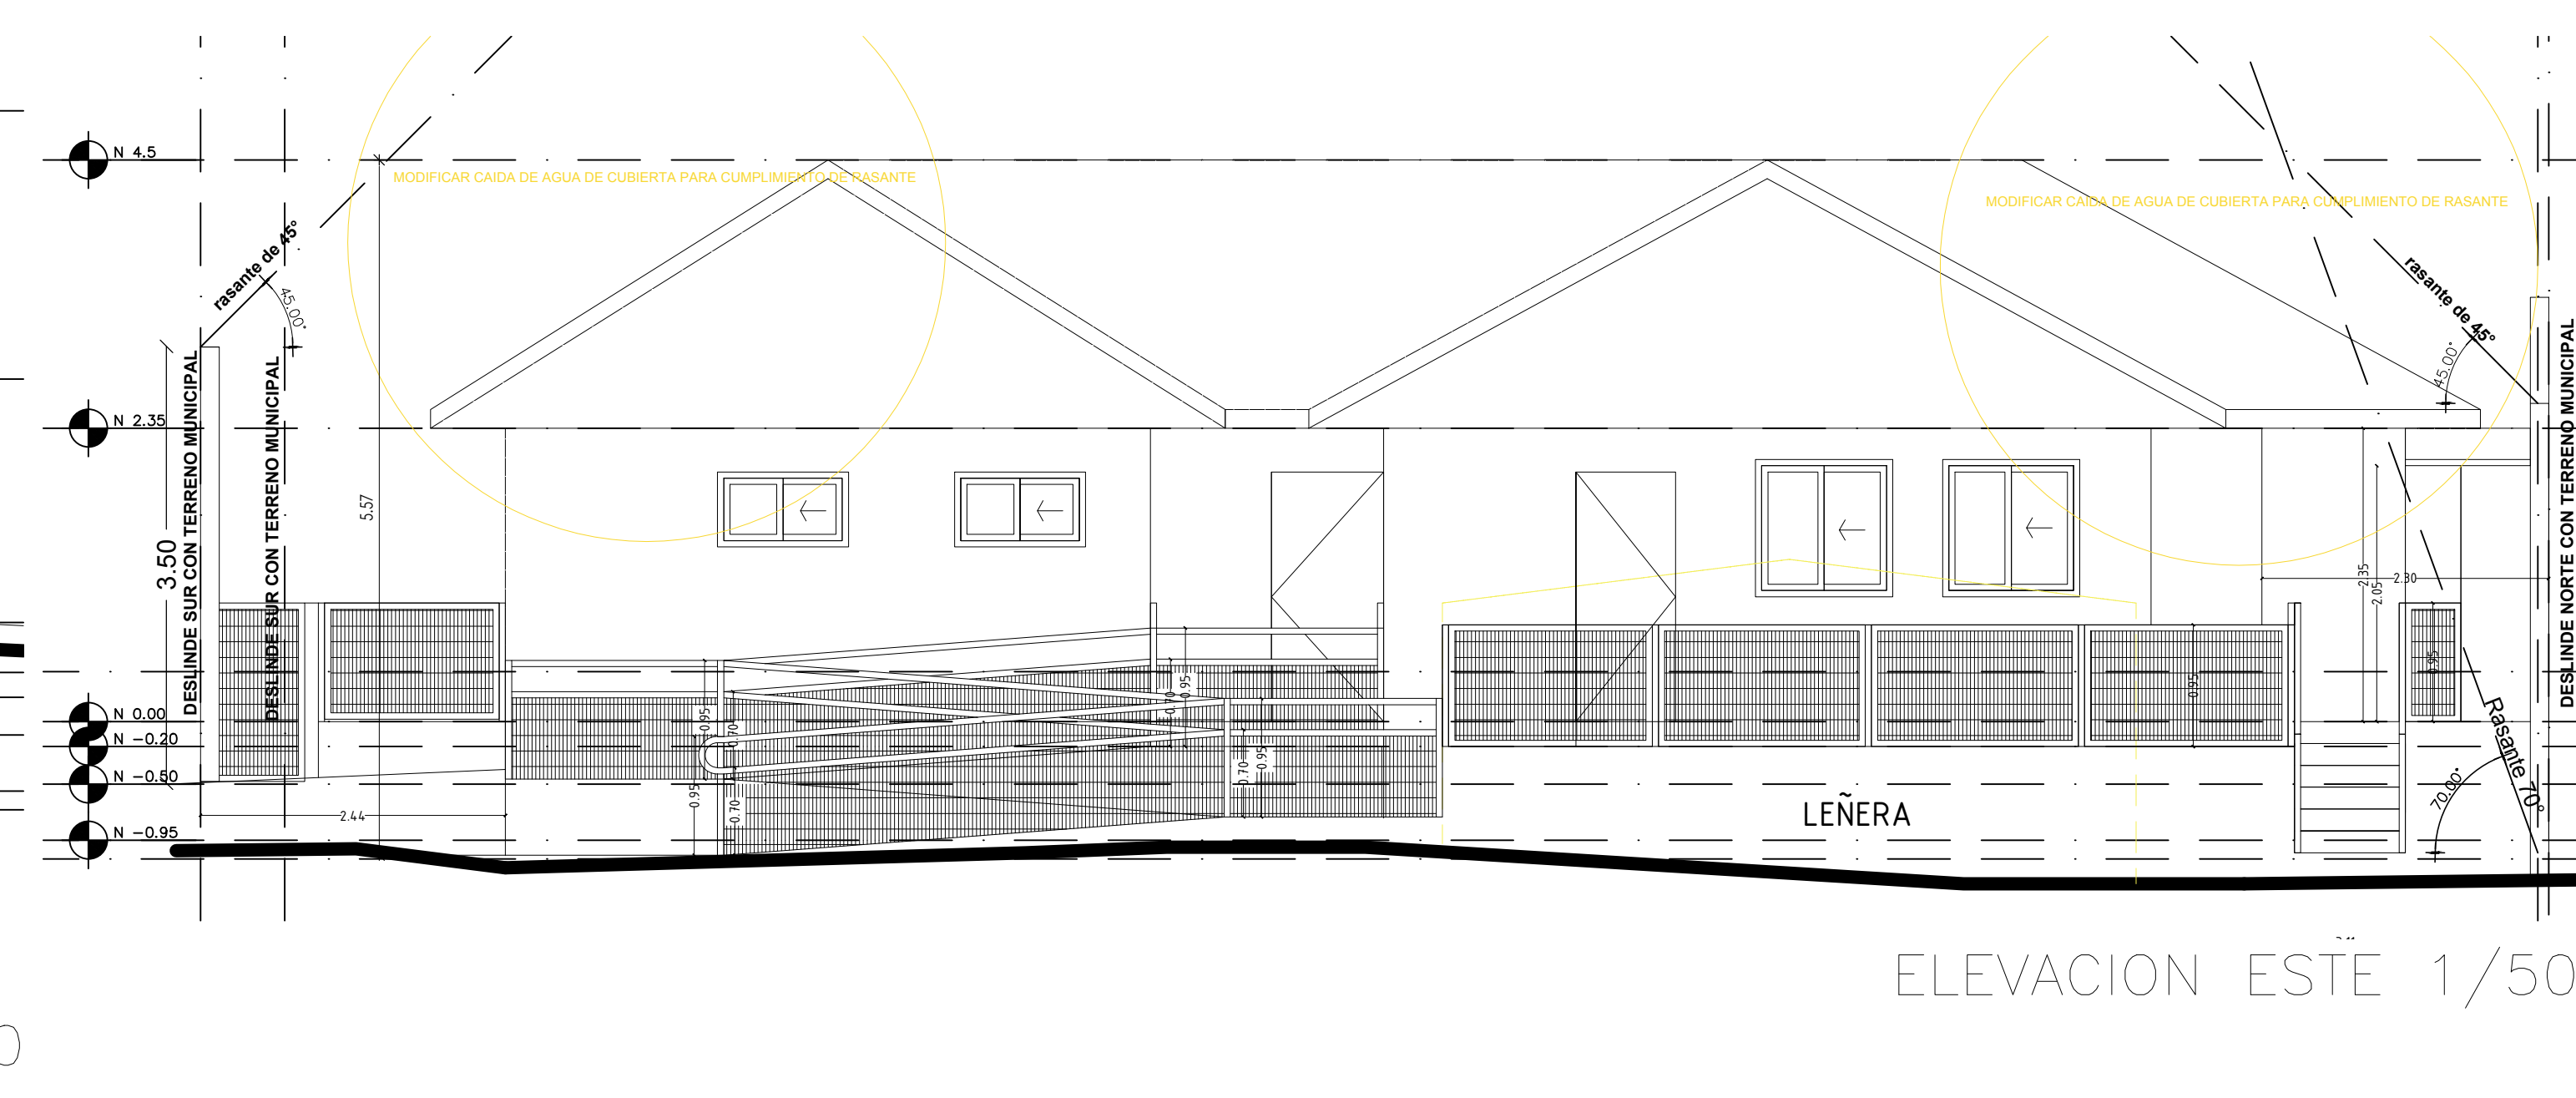 N 4.5
MODIFICAR CAIDA DE AGUA DE CUBIERTA PARA CUMPLIMIENTO DE RASANTE
MODIFICAR CAIDA DE AGUA DE CUBIERTA PARA CUMPLIMIENTO DE RASANTE
rasante de 45°
45.00°
rasante de 45°
45.00°
N 2.35
3.50
DESLINDE SUR CON TERRENO MUNICIPAL
DESLINDE SUR CON TERRENO MUNICIPAL
5.57
DESLINDE NORTE CON TERRENO MUNICIPAL
2.35
2.05
2.30
0.95
0.70
0.95
0.70
0.95
0.70
0.95
0.70
0.95
0.95
0.95
N 0.00
N -0.20
N -0.50
N -0.95
2.44
LEÑERA
Rasante 70°
70.00°
ELEVACION ESTE 1/50